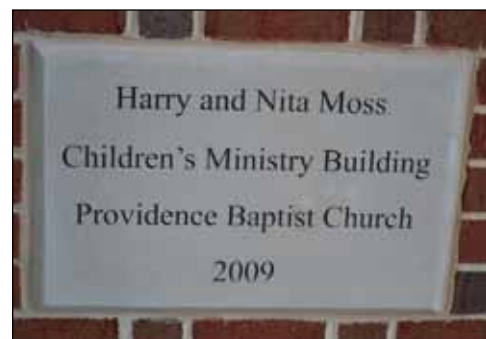 Harry and Nita Moss
Children's Ministry Building
Providence Baptist Church
2009